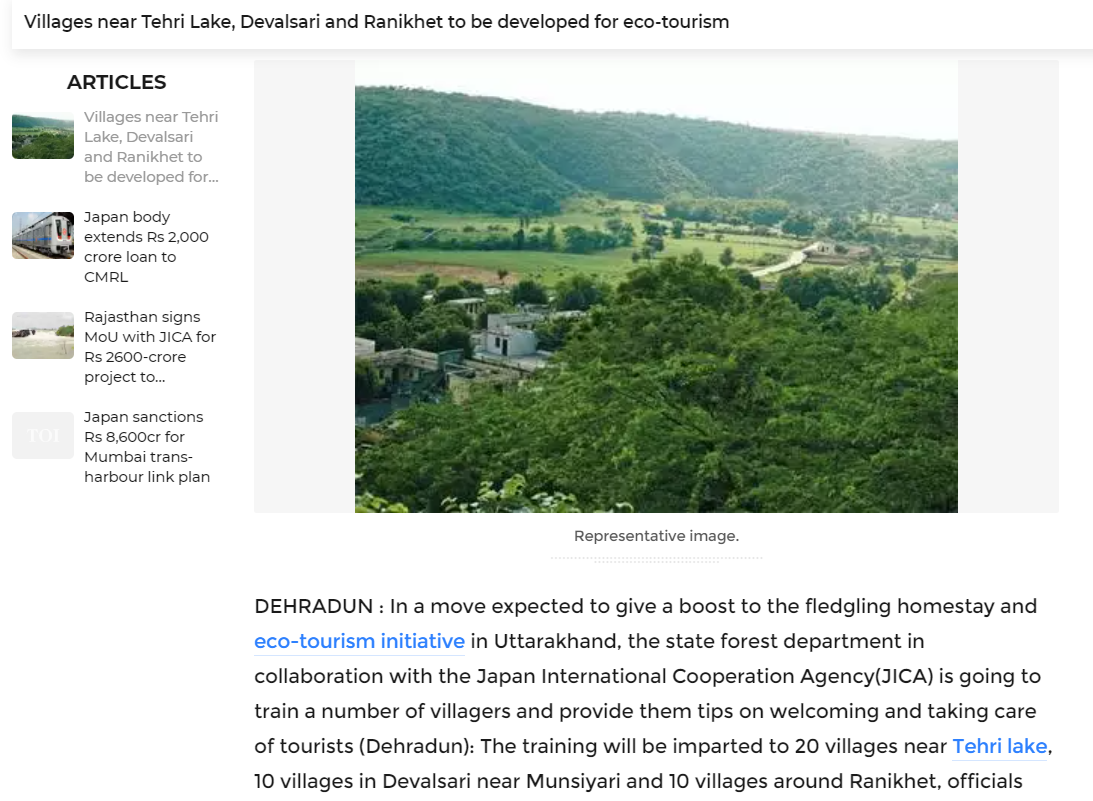 Villages near Tehri Lake, Devalsari and Ranikhet to be developed for eco-tourism
ARTICLES
Villages near Tehri
Lake, Devalsari
and Ranikhet to
be developed for...
Japan body
extends Rs 2,000
crore loan to
CMRL
Rajasthan signs
MoU with JICA for
Rs 2600-crore
project to...
TOI
Japan sanctions
Rs 8,600cr for
Mumbai trans-
harbour link plan
Representative image.
DEHRADUN : In a move expected to give a boost to the fledgling homestay and
eco-tourism initiative in Uttarakhand, the state forest department in
collaboration with the Japan International Cooperation Agency(JICA) is going to
train a number of villagers and provide them tips on welcoming and taking care
of tourists (Dehradun): The training will be imparted to 20 villages near Tehri lake,
10 villages in Devalsari near Munsiyari and 10 villages around Ranikhet, officials